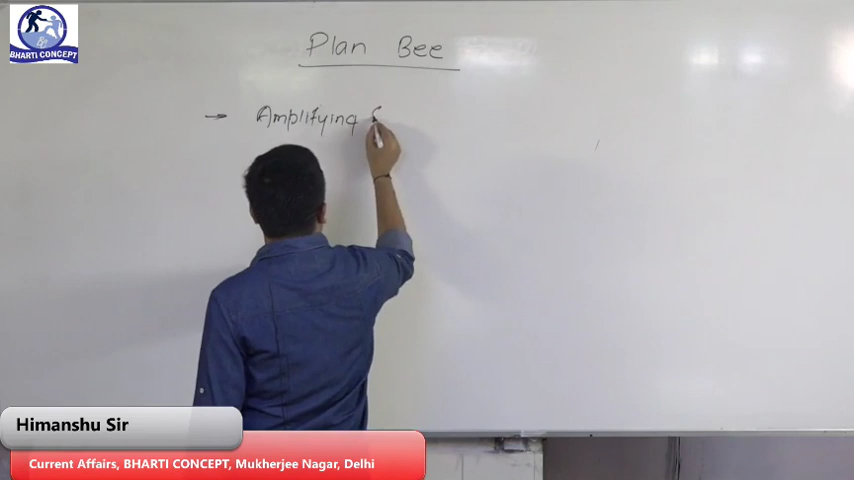 BHARTI CONCEPT
Plan Bee
→ Amplifying
Himanshu Sir
Current Affairs, BHARTI CONCEPT, Mukherjee Nagar, Delhi